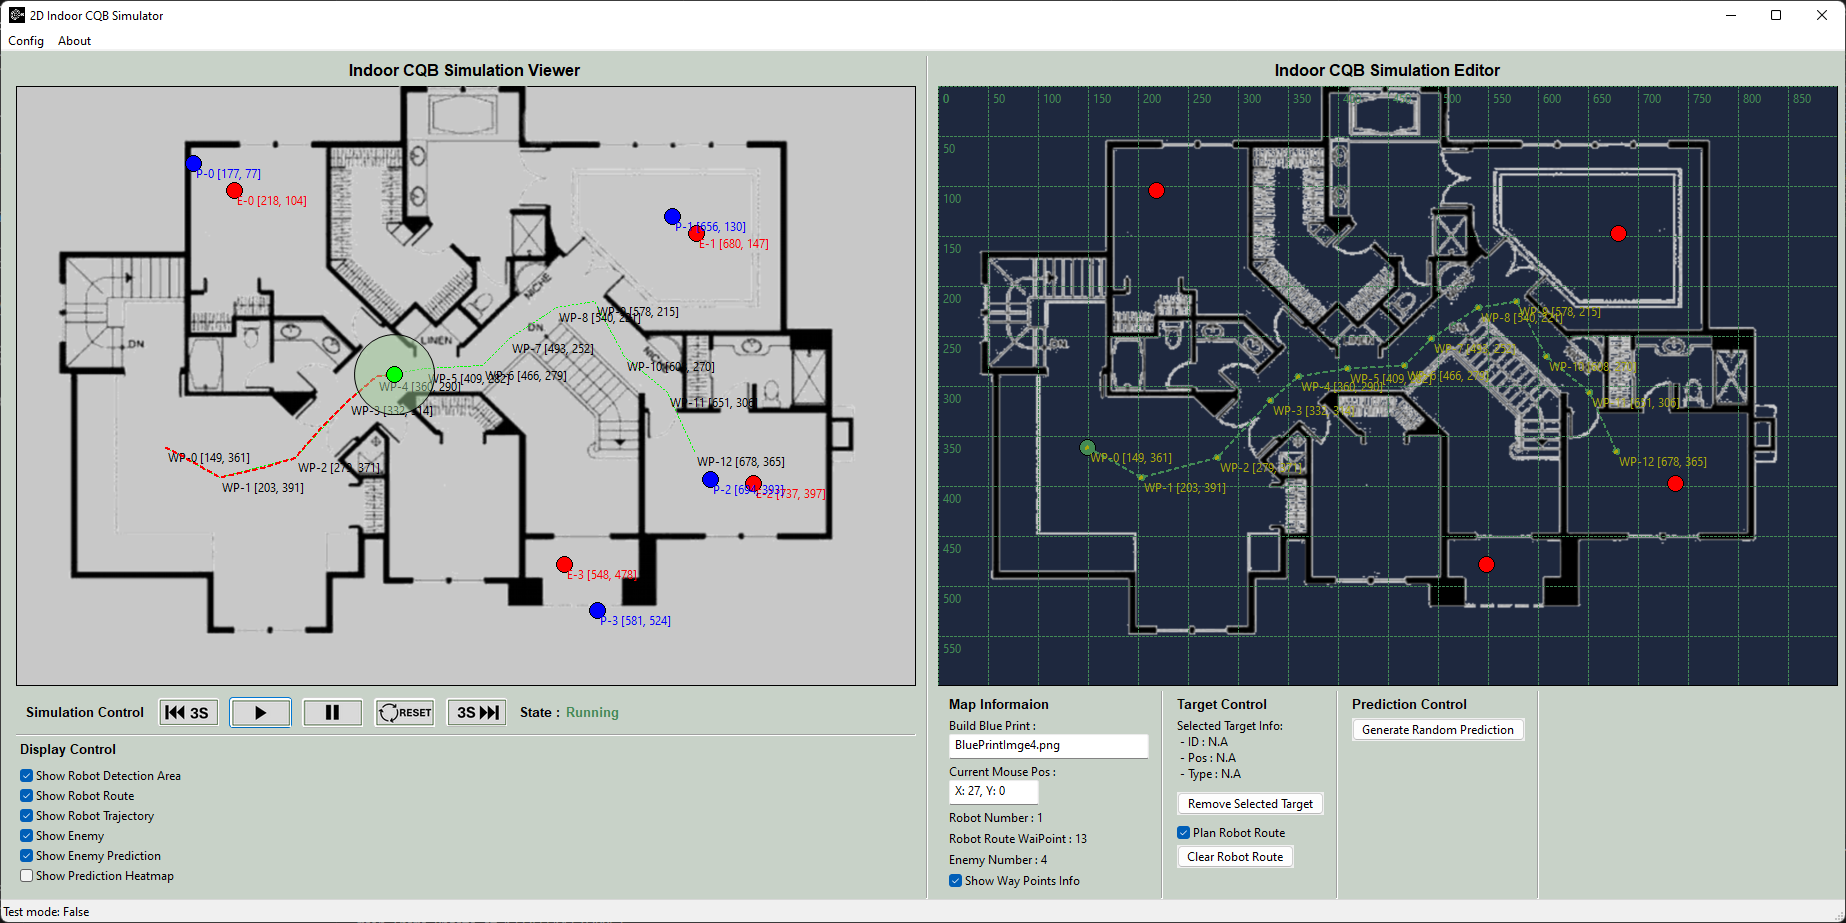 2D Indoor CQB Simulator
Config About
Indoor CQB Simulation Viewer
P-0 [177, 77]
E-0 [218, 104]
P-1 [656, 130]
E-1 [680, 147]
NICHE
DN
WP-9 [578, 215]
WP-8 [540, 221]
DN
LINEN
WP-7 [493, 252]
WP-10 [608, 270]
WP-6 [466, 279]
WP-5 [409, 282]
WP-4 [360, 290]
WP-11 [651, 306]
WP-3 [332, 314]
WP-0 [149, 361]
WP-2 [279, 371]
WP-12 [678, 365]
WP-1 [203, 391]
P-2 [694, 393]
E-2 [737, 397]
E-3 [548, 478]
P-3 [581, 524]
Simulation Control
3S
RESET
3S
State : Running
Display Control
Show Robot Detection Area
Show Robot Route
Show Robot Trajectory
Show Enemy
Show Enemy Prediction
Show Prediction Heatmap
Indoor CQB Simulation Editor
0 50 100 150 200 250 300 350 400 450 500 550 600 650 700 750 800 850
50
100
150
200
250
300
350
400
450
500
550
WP-9 [578, 215]
WP-8 [540, 221]
WP-7 [493, 252]
WP-10 [608, 270]
WP-6 [466, 279]
WP-5 [409, 282]
WP-4 [360, 290]
WP-11 [651, 306]
WP-3 [332, 314]
WP-0 [149, 361]
WP-2 [279, 371]
WP-12 [678, 365]
WP-1 [203, 391]
Map Informaion
Build Blue Print :
BluePrintImge4.png
Current Mouse Pos :
X: 27, Y: 0
Robot Number : 1
Robot Route WaiPoint : 13
Enemy Number : 4
Show Way Points Info
Target Control
Selected Target Info:
- ID : N.A
- Pos : N.A
- Type : N.A
Remove Selected Target
Plan Robot Route
Clear Robot Route
Prediction Control
Generate Random Prediction
Test mode: False